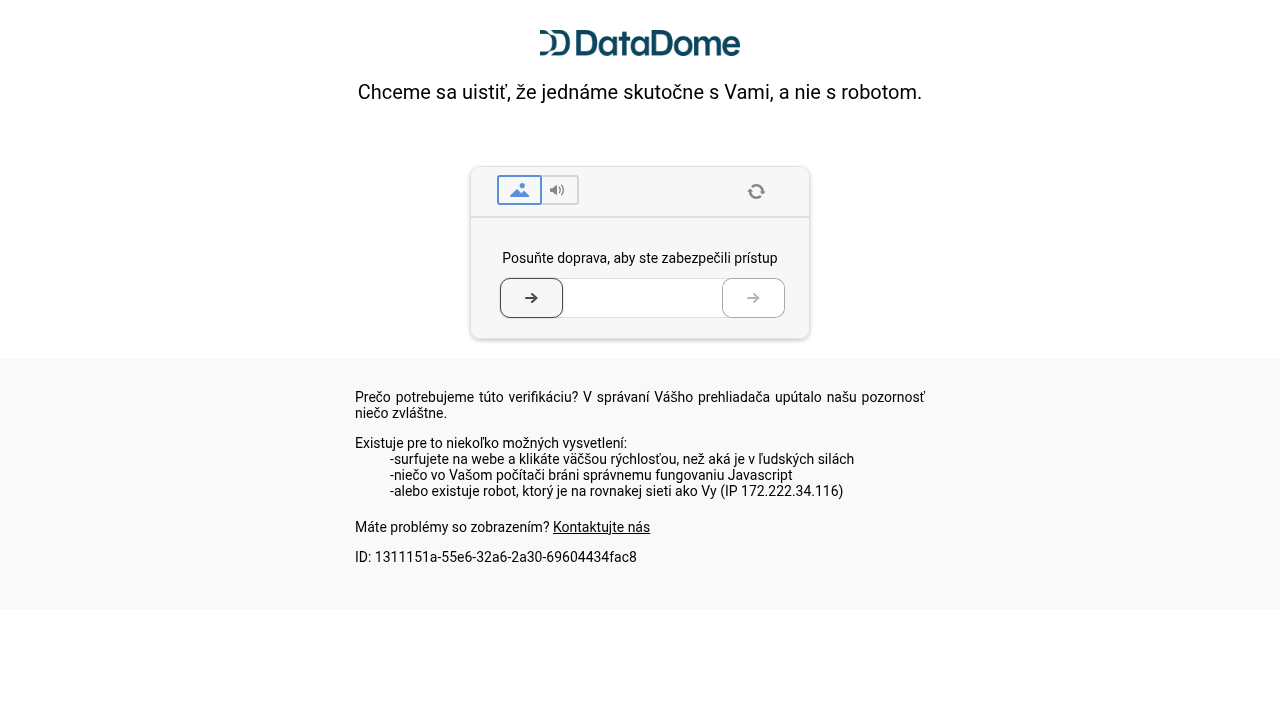 DataDome
Chceme sa uistiť, že jednáme skutočne s Vami, a nie s robotom.
Posuňte doprava, aby ste zabezpečili prístup
Prečo potrebujeme túto verifikáciu? V správaní Vášho prehliadača upútalo našu pozornosť
niečo zvláštne.
Existuje pre to niekoľko možných vysvetlení:
-surfujete na webe a klikáte väčšou rýchlosťou, než aká je v ľudských silách
-niečo vo Vašom počítači bráni správnemu fungovaniu Javascript
-alebo existuje robot, ktorý je na rovnakej sieti ako Vy (IP 172.222.34.116)
Máte problémy so zobrazením? Kontaktujte nás
ID: 1311151a-55e6-32a6-2a30-69604434fac8